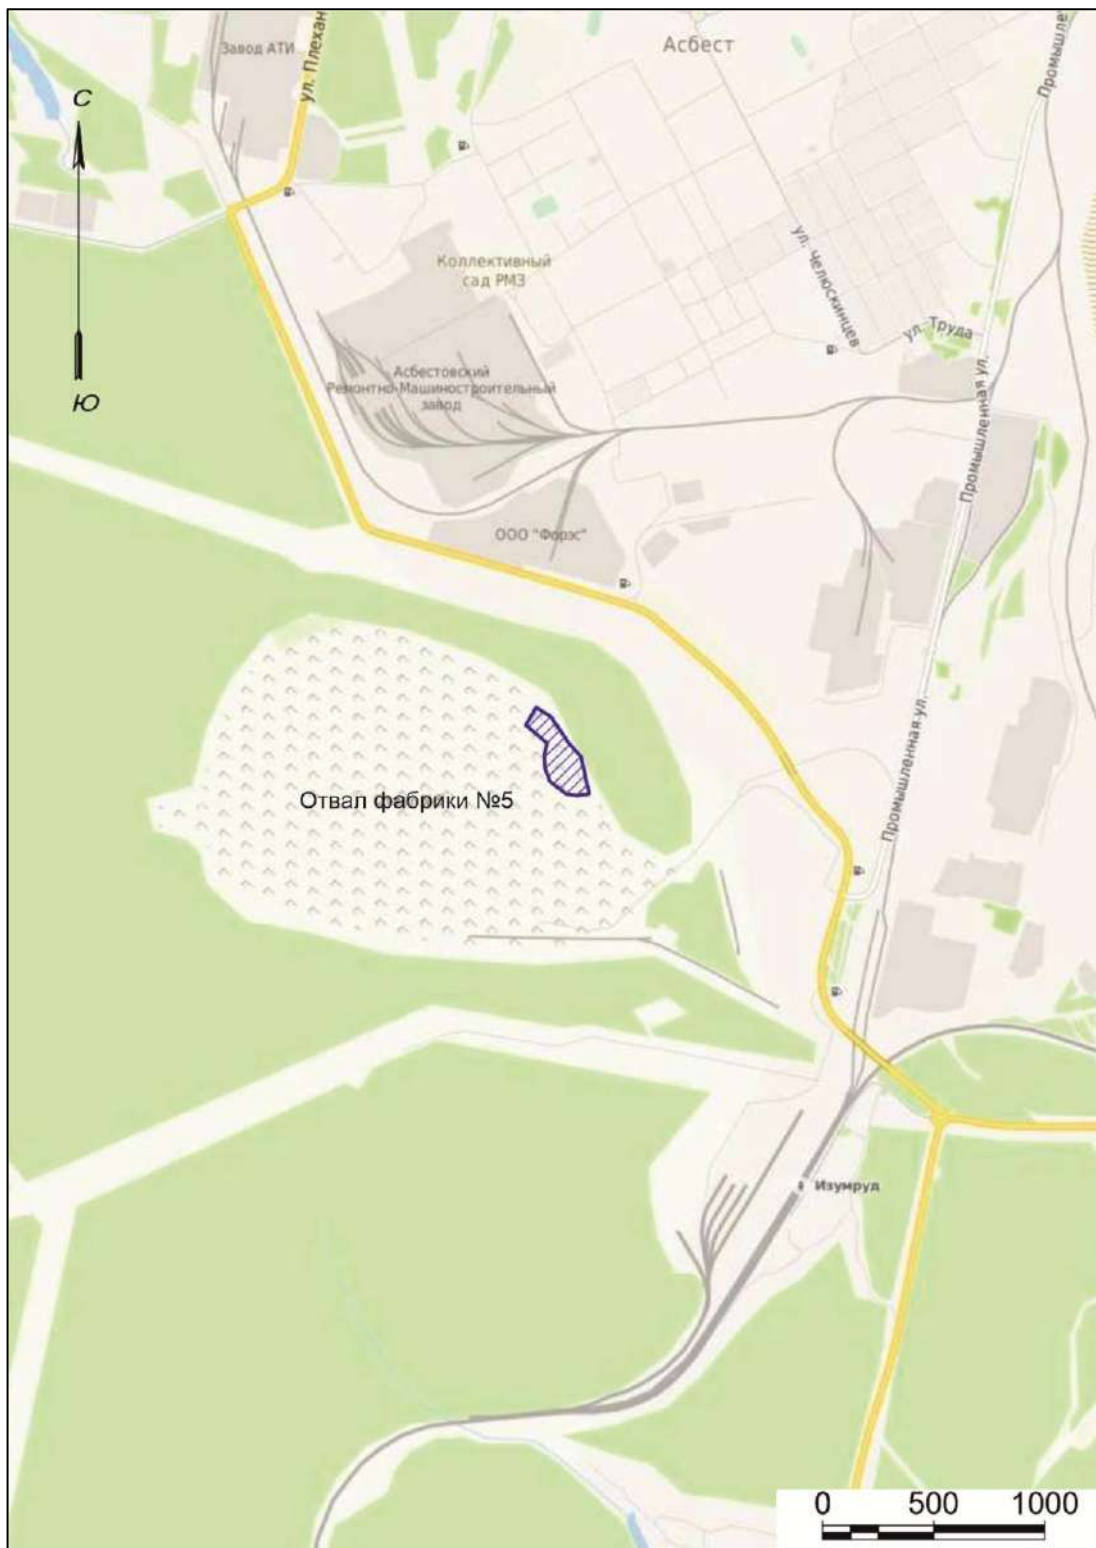 Асбест
Завод АТИ
ул. Плехан
Промышле
С
Коллективный
сад РМЗ
ул. Челюскинцев
ул. Труда
Асбестовский
Ремонтно-Машиностроительный
завод
Ю
Промышленная ул.
ООО "Форэс"
Промышленная ул.
Отвал фабрики №5
Изумруд
0 500 1000